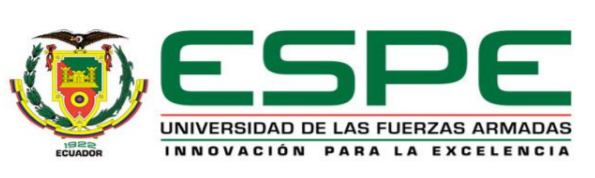 ESPE
UNIVERSIDAD DE LAS FUERZAS ARMADAS
INNOVACIÓN PARA LA EXCELENCIA
1922
ECUADOR